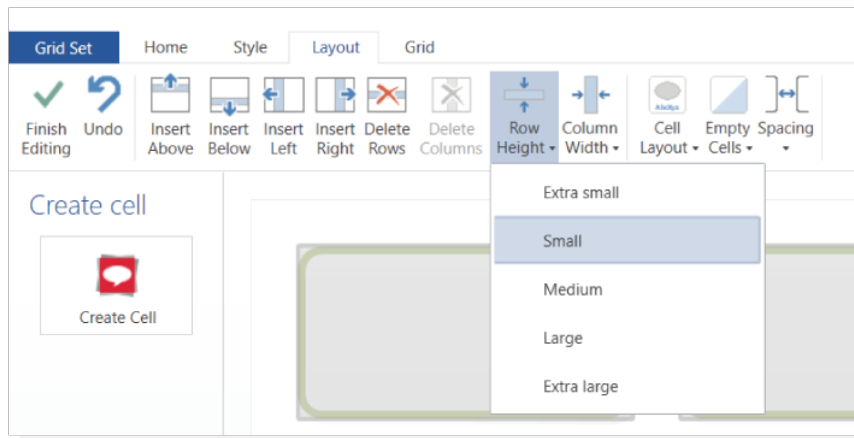 Grid Set Home Style Layout Grid
Finish Undo Insert Insert Insert Insert Delete Delete Row Column Cell Empty Spacing
Editing Above Below Left Right Rows Columns Height Width Layout Cells
Always
Create cell
Create Cell
Extra small
Small
Medium
Large
Extra large